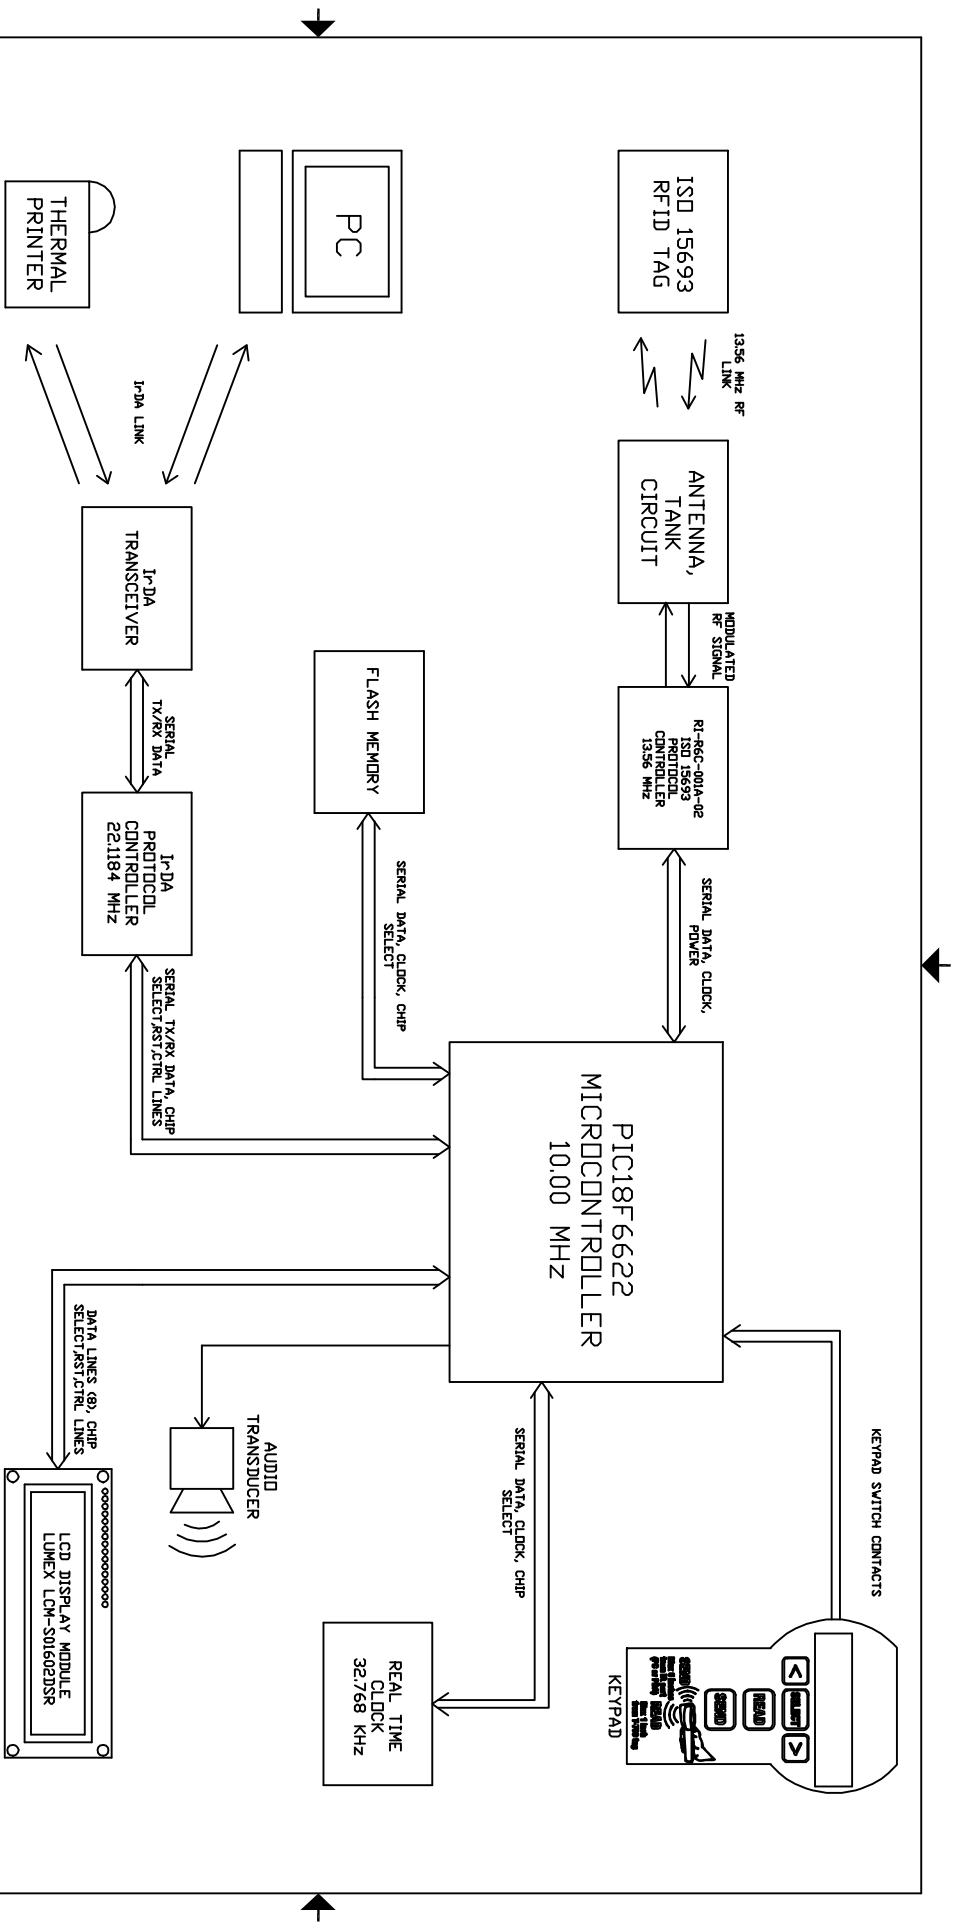 ISO 15693
RFID TAG
13.56 MHz RF
LINK
ANTENNA,
TANK
CIRCUIT
MODULATED
RF SIGNAL
RI-R6C-001A-02
ISO 15693
PROTOCOL
CONTROLLER
13.56 MHz
SERIAL DATA, CLOCK,
POWER
PIC18F6622
MICROCONTROLLER
10.00 MHz
KEYPAD SWITCH CONTACTS
<
SELECT
>
READ
SEND
SEND
READ
KEYPAD
PC
THERMAL
PRINTER
IrDA LINK
IrDA
TRANSCEIVER
SERIAL
TX/RX DATA
IrDA
PROTOCOL
CONTROLLER
22.1184 MHz
SERIAL TX/RX DATA, CHIP
SELECT,RST,CTRL LINES
FLASH MEMORY
SERIAL DATA, CLOCK, CHIP
SELECT
SERIAL DATA, CLOCK, CHIP
SELECT
REAL TIME
CLOCK
32.768 KHz
AUDIO
TRANSDUCER
DATA LINES (8), CHIP
SELECT,RST,CTRL LINES
LCD DISPLAY MODULE
LUMEX LCM-S01602DSR